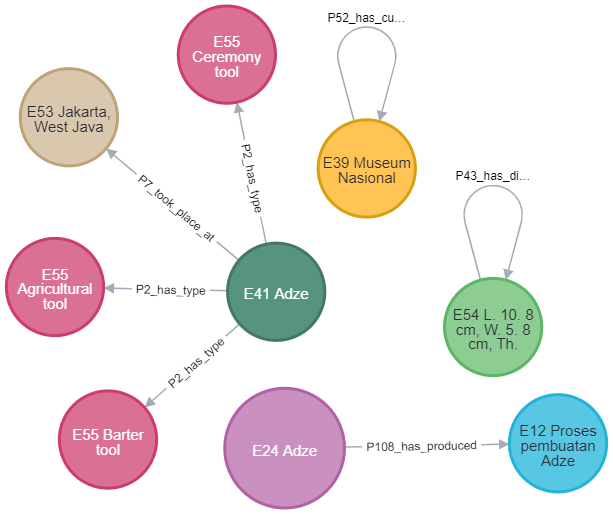 P52_has_cu…
E55
Ceremony
tool
E53 Jakarta,
West Java
P2_has_type
E39 Museum
Nasional
P43_has_di…
P7_took_place_at
E55
Agricultural
tool
P2_has_type
E41 Adze
E54 L. 10. 8
cm, W. 5. 8
cm, Th.
P2_has_type
E55 Barter
tool
E24 Adze
P108_has_produced
E12 Proses
pembuatan
Adze